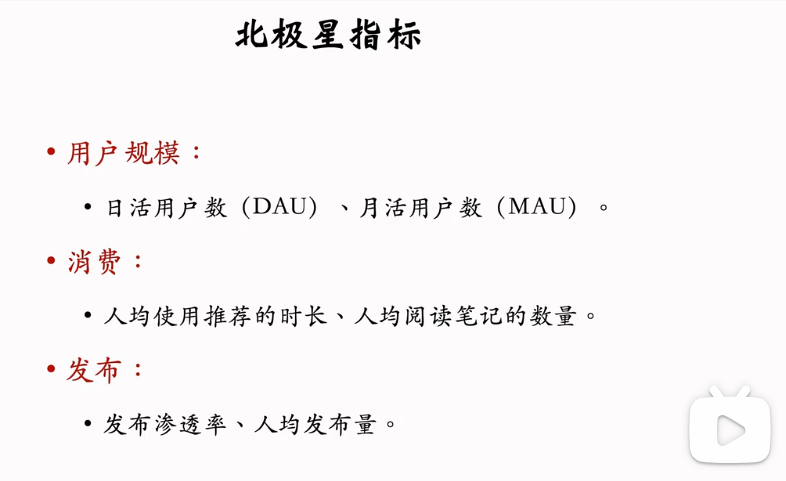 北极星指标
• 用户规模：
• 日活用户数（DAU）、月活用户数（MAU）。
• 消费：
• 人均使用推荐的时长、人均阅读笔记的数量。
• 发布：
• 发布渗透率、人均发布量。